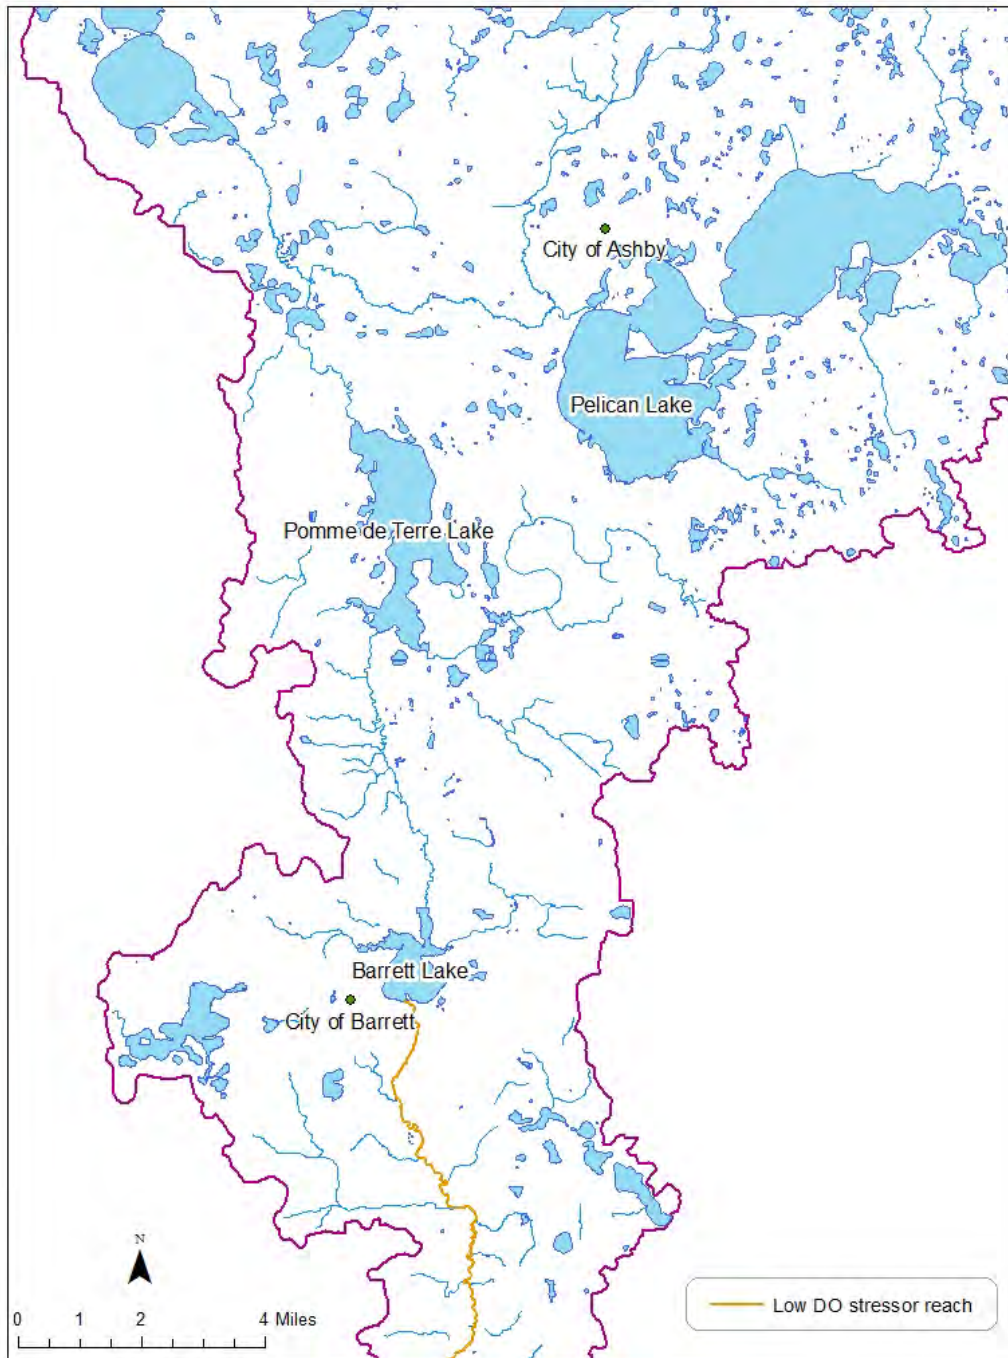 City of Ashby
Pelican Lake
Pomme de Terre Lake
Barrett Lake
City of Barrett
N
0 1 2 4 Miles
Low DO stressor reach